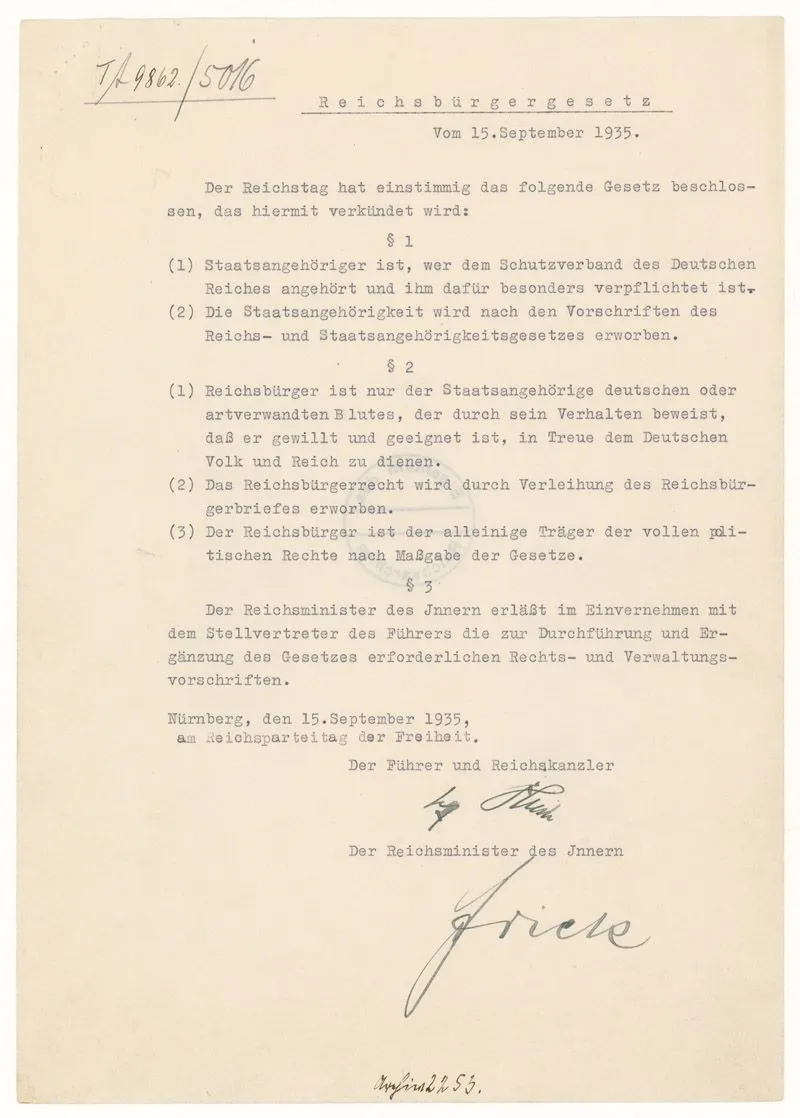 T/A 9862./5016
Reichsbürgergesetz
Vom 15.September 1935.
Der Reichstag hat einstimmig das folgende Gesetz beschlos-
sen, das hiermit verkündet wird:
§ 1
(1) Staatsangehöriger ist, wer dem Schutzverband des Deutschen
Reiches angehört und ihm dafür besonders verpflichtet ist.
(2) Die Staatsangehörigkeit wird nach den Vorschriften des
Reichs- und Staatsangehörigkeitsgesetzes erworben.
§ 2
(1) Reichsbürger ist nur der Staatsangehörige deutschen oder
artverwandten Blutes, der durch sein Verhalten beweist,
daß er gewillt und geeignet ist, in Treue dem Deutschen
Volk und Reich zu dienen.
(2) Das Reichsbürgerrecht wird durch Verleihung des Reichsbür-
gerbriefes erworben.
(3) Der Reichsbürger ist der alleinige Träger der vollen poli-
tischen Rechte nach Maßgabe der Gesetze.
§ 3
Der Reichsminister des Jnnern erläßt im Einvernehmen mit
dem Stellvertreter des Führers die zur Durchführung und Er-
gänzung des Gesetzes erforderlichen Rechts- und Verwaltungs-
vorschriften.
Nürnberg, den 15.September 1935,
am Reichsparteitag der Freiheit.
Der Führer und Reichskanzler
Der Reichsminister des Jnnern
Frick
Archiv 2253.